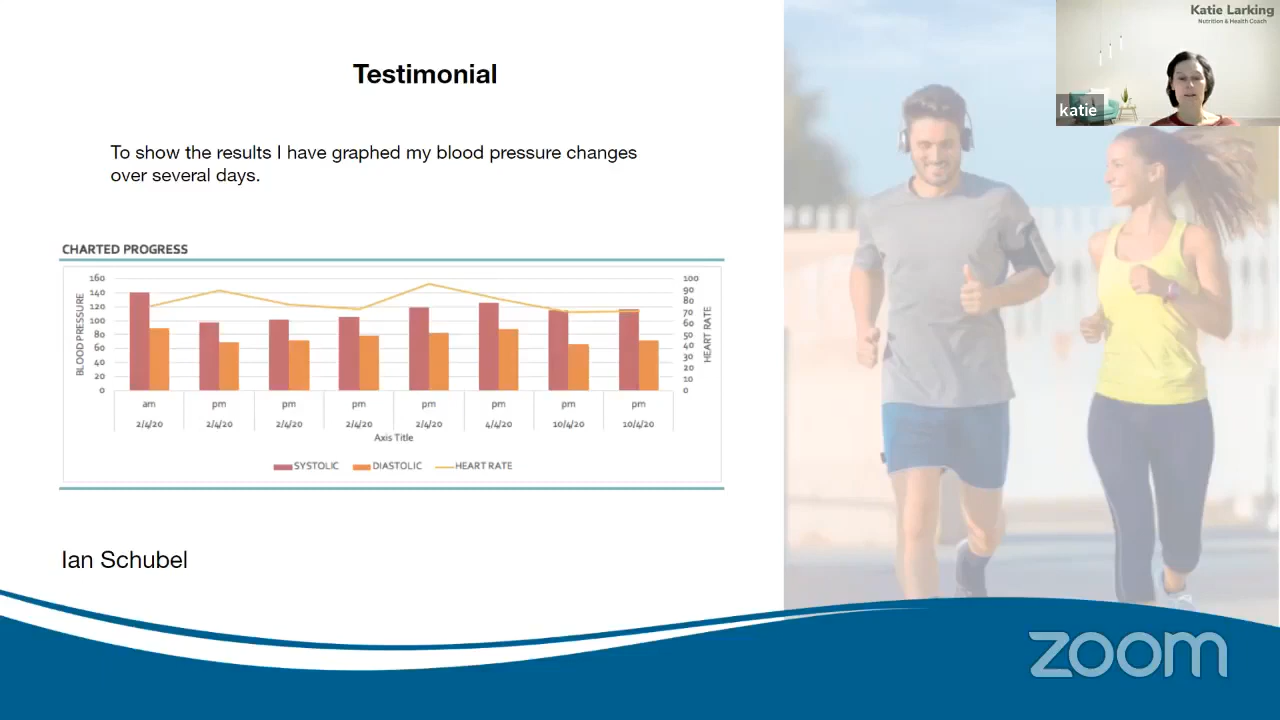 Katie Larking
Nutrition & Health Coach
katie
Testimonial
To show the results I have graphed my blood pressure changes
over several days.
CHARTED PROGRESS
160
140
120
100
80
60
40
20
0
BLOOD PRESSURE
100
90
80
70
60
50
40
30
20
10
0
HEART RATE
am pm pm pm pm pm pm pm
2/4/20 2/4/20 2/4/20 2/4/20 2/4/20 4/4/20 10/4/20 10/4/20
Axis Title
SYSTOLIC DIASTOLIC HEART RATE
Ian Schubel
zoom